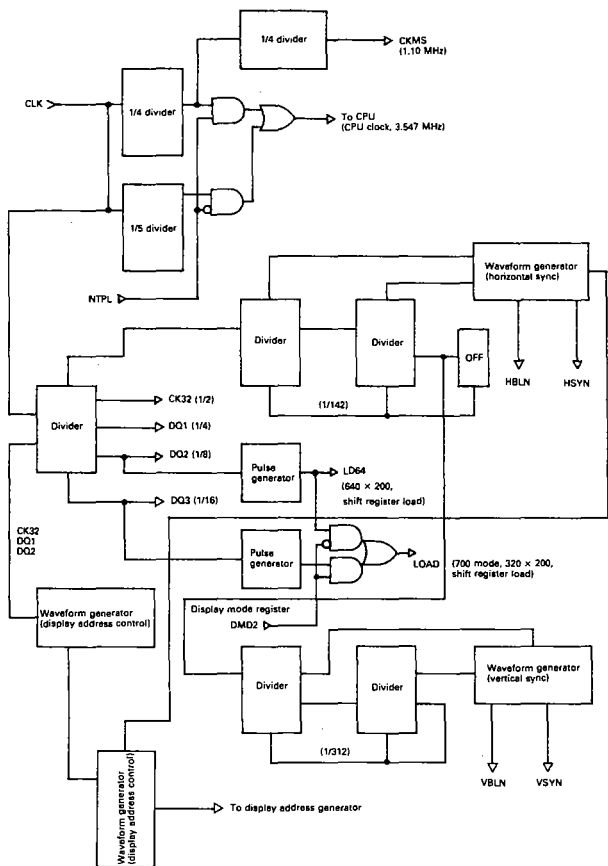 1/4 divider
CKMS
(1.10 MHz)
CLK
1/4 divider
To CPU
(CPU clock, 3.547 MHz)
1/5 divider
NTPL
Waveform generator
(horizontal sync)
Divider
Divider
OFF
HBLN
HSYN
(1/142)
Divider
CK32 (1/2)
DQ1 (1/4)
DQ2 (1/8)
DQ3 (1/16)
Pulse
generator
LD64
(640 × 200,
shift register load)
Pulse
generator
LOAD
(700 mode, 320 × 200,
shift register load)
CK32
DQ1
DQ2
Display mode register
DMD2
Waveform generator
(display address control)
Divider
Divider
Waveform generator
(vertical sync)
(1/312)
VBLN
VSYN
Waveform generator
(display address control)
To display address generator